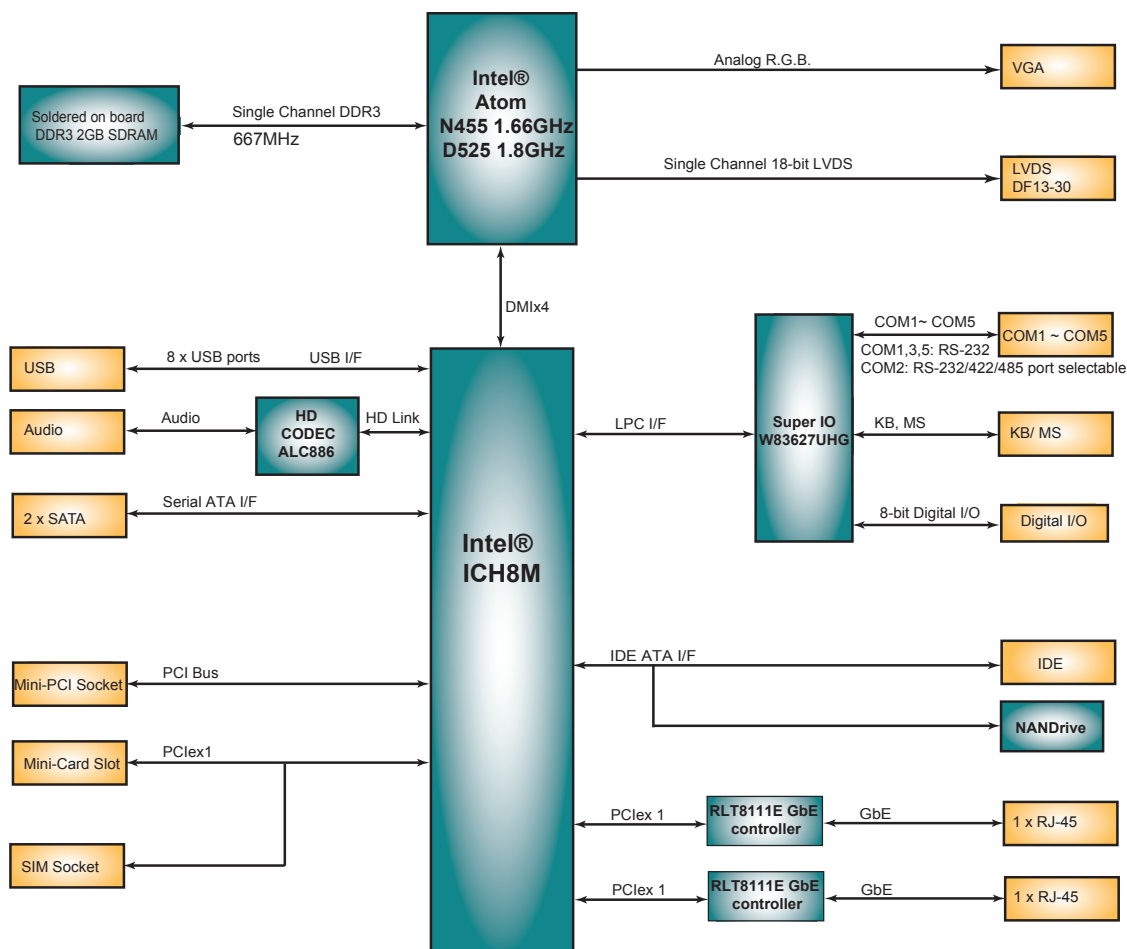 Intel®
Atom
N455 1.66GHz
D525 1.8GHz
Analog R.G.B.
VGA
Soldered on board
DDR3 2GB SDRAM
Single Channel DDR3
667MHz
Single Channel 18-bit LVDS
LVDS
DF13-30
DMIx4
USB
8 x USB ports
USB I/F
Audio
Audio
HD
CODEC
ALC886
HD Link
2 x SATA
Serial ATA I/F
Intel®
ICH8M
LPC I/F
Super IO
W83627UHG
COM1~ COM5
COM1 ~ COM5
COM1,3,5: RS-232
COM2: RS-232/422/485 port selectable
KB, MS
KB/ MS
8-bit Digital I/O
Digital I/O
Mini-PCI Socket
PCI Bus
Mini-Card Slot
PCIex1
SIM Socket
IDE ATA I/F
IDE
NANDrive
PCIex 1
RLT8111E GbE
controller
GbE
1 x RJ-45
PCIex 1
RLT8111E GbE
controller
GbE
1 x RJ-45